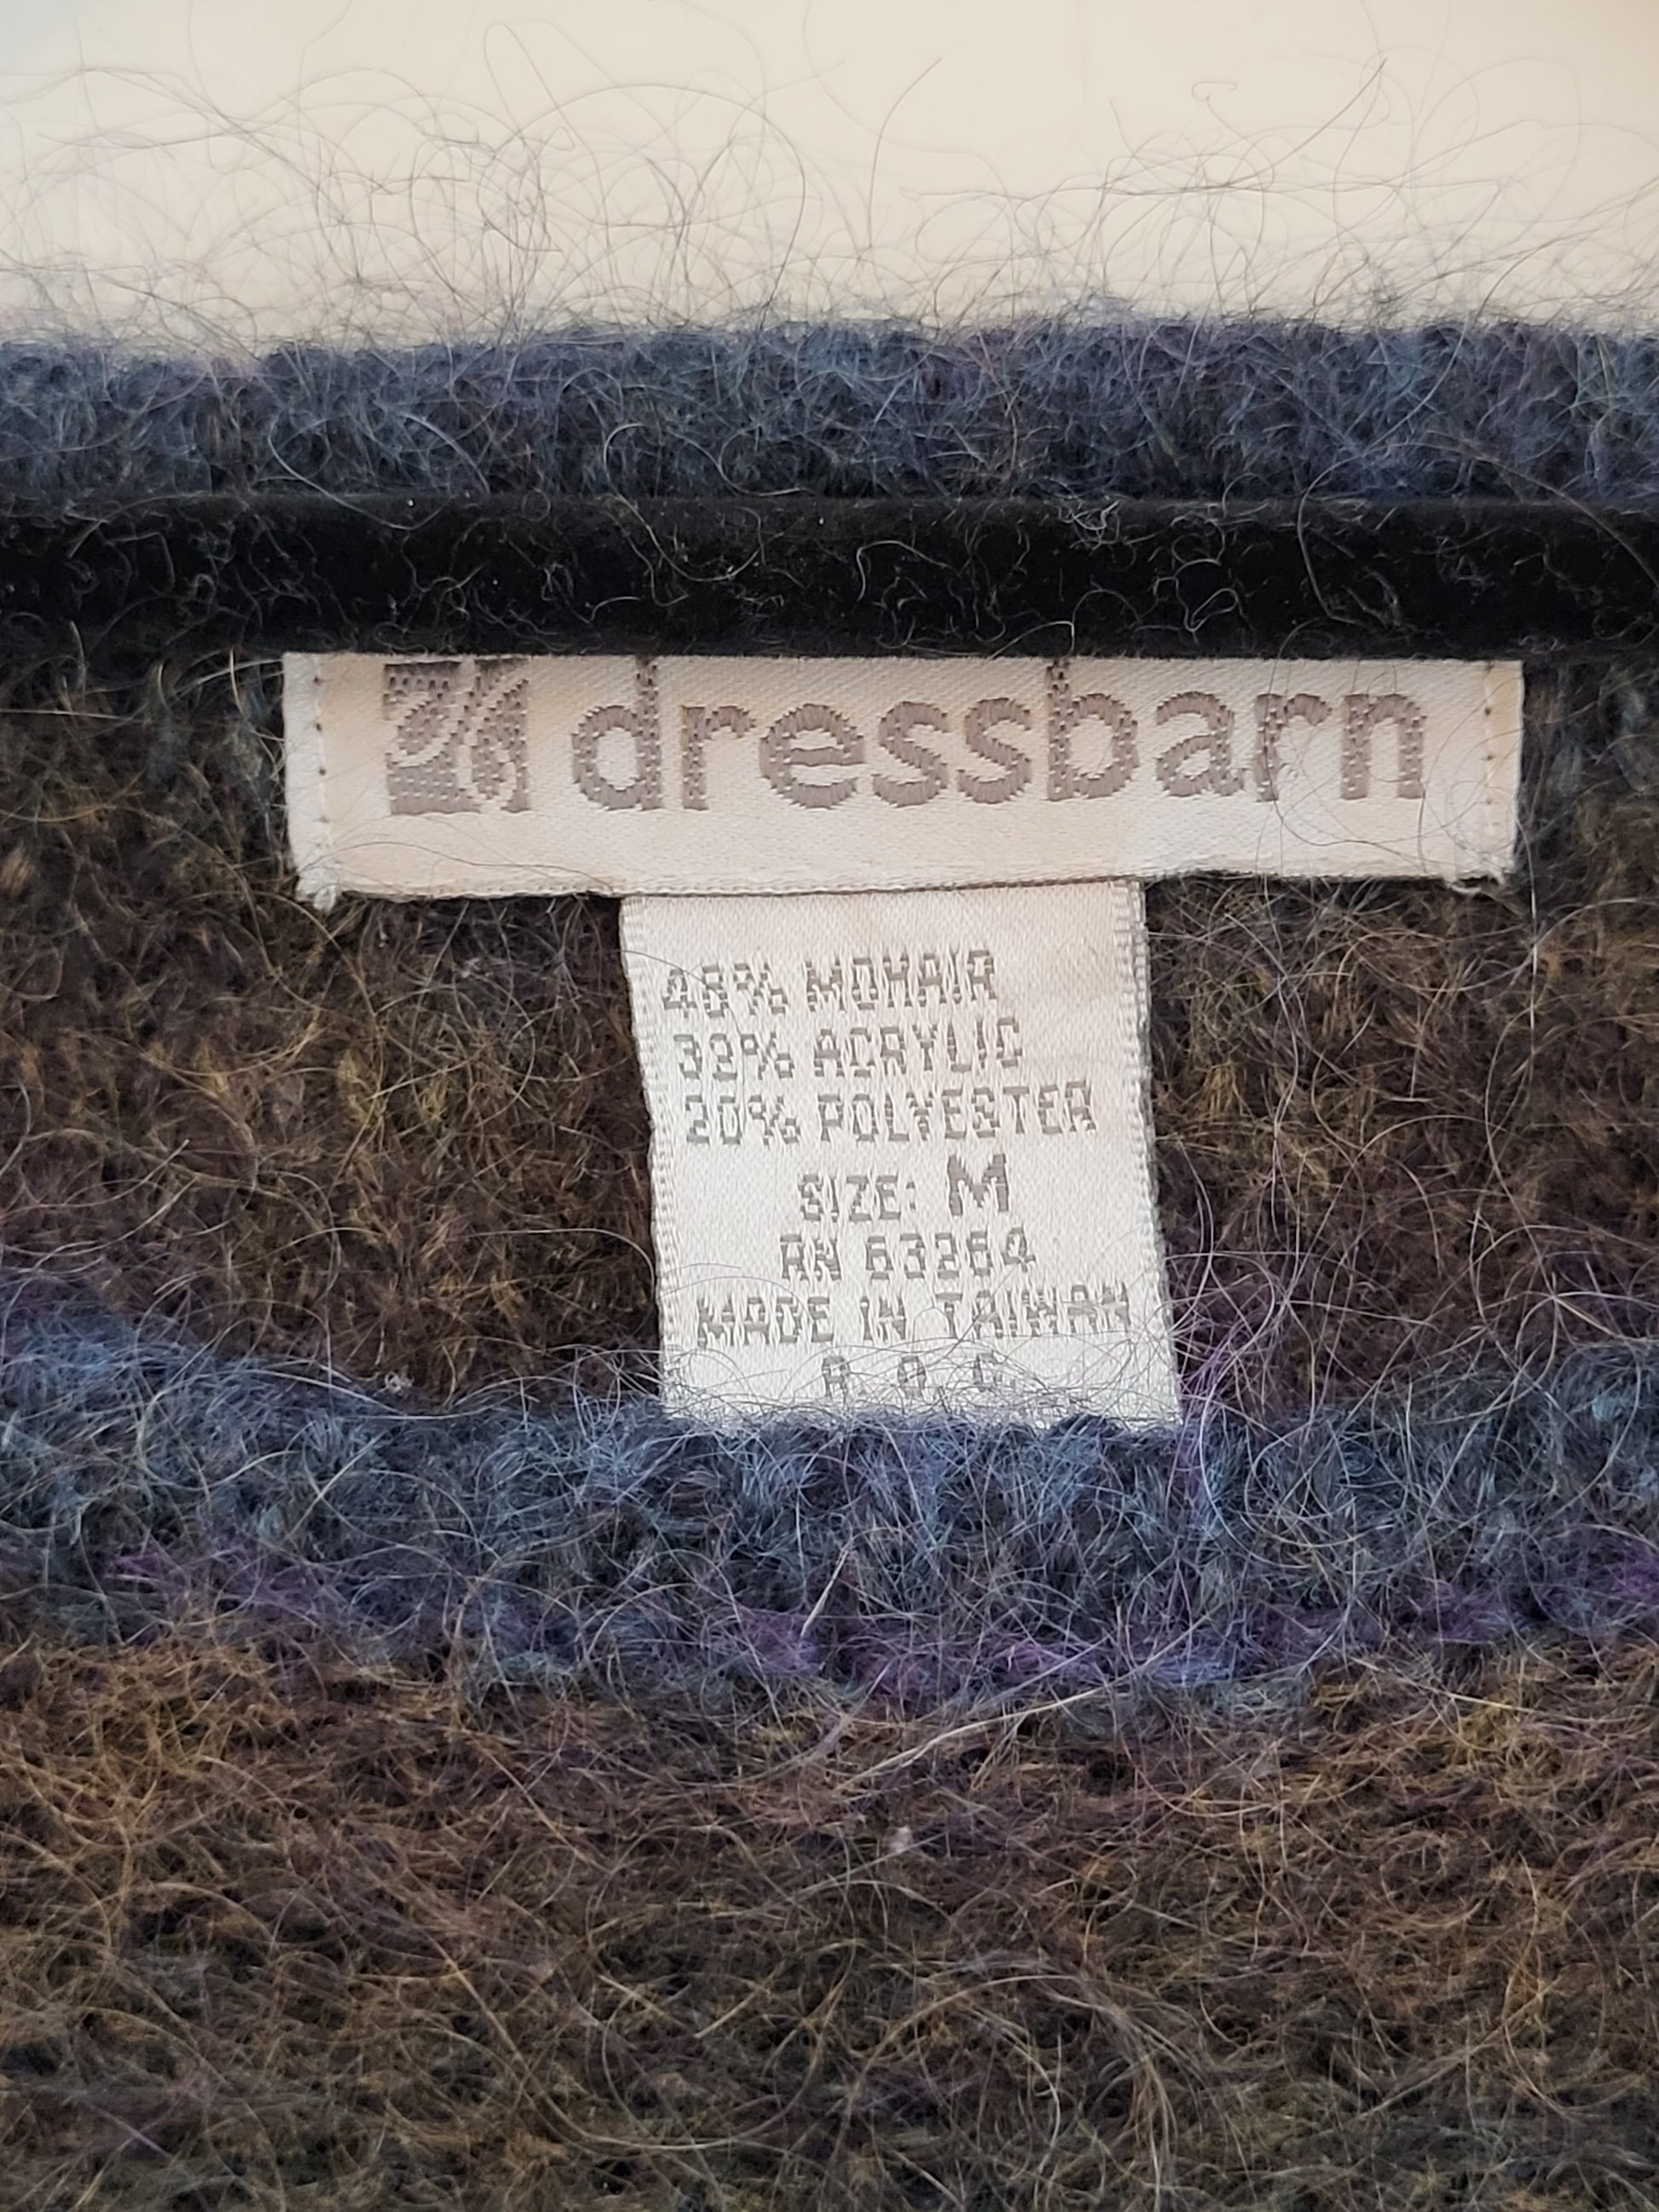 dressbarn
48% MOHAIR
32% ACRYLIC
20% POLYESTER
SIZE: M
RN 63264
MADE IN TAIWAN
R. O. C.